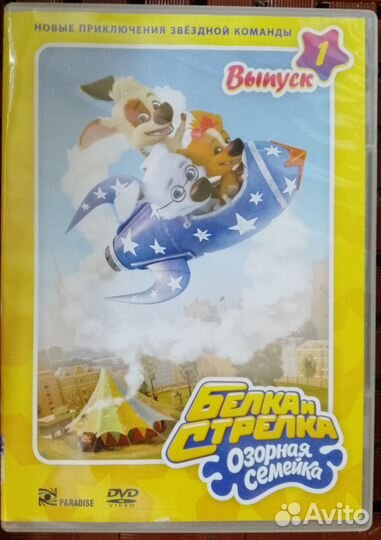 НОВЫЕ ПРИКЛЮЧЕНИЯ ЗВЁЗДНОЙ КОМАНДЫ
1
Выпуск
БЕЛКА И
СТРЕЛКА
Озорная
семейка
PARADISE
DVD
VIDEO
Avito